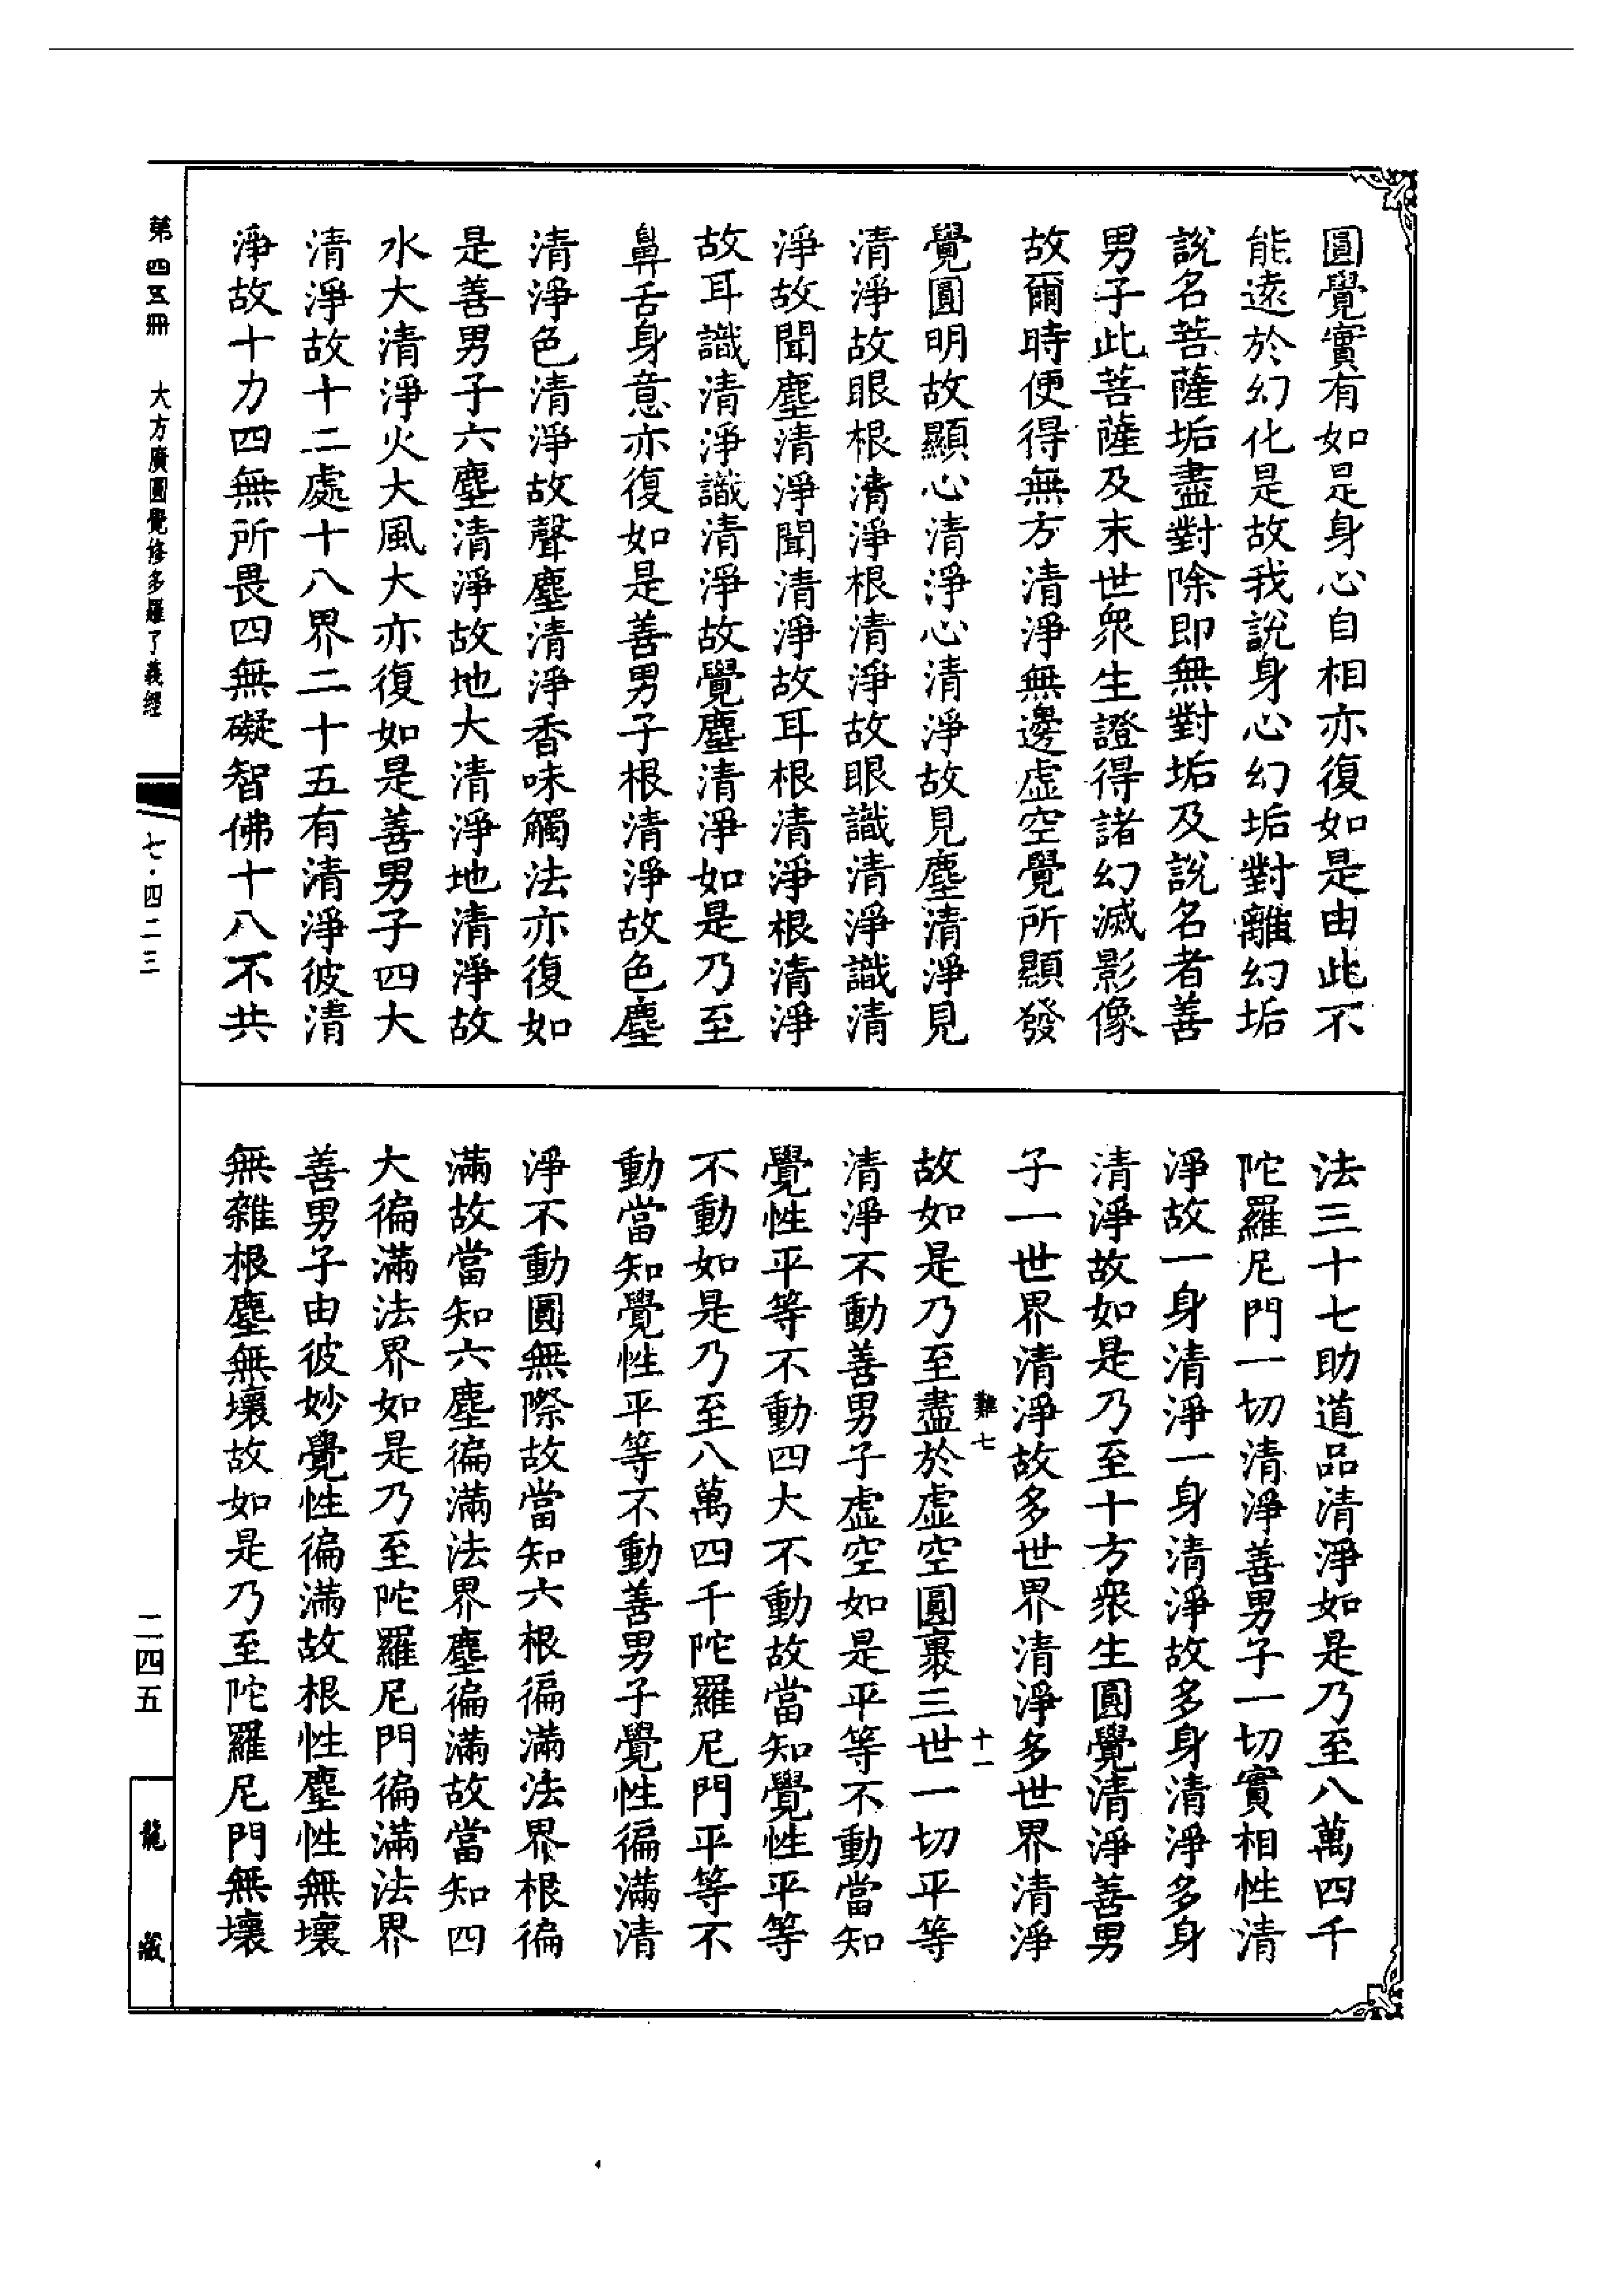 圓覺實有如是身心自相亦復如是由此不
能遠於幻化是故我說身心幻垢對離幻垢
說名菩薩垢盡對除即無對垢及說名者善
男子此菩薩及末世眾生證得諸幻滅影像
故爾時便得無方清淨無邊虛空覺所顯發
覺圓明故顯心清淨心清淨故見塵清淨見
清淨故眼根清淨根清淨故眼識清淨識清
淨故聞塵清淨聞清淨故耳根清淨根清淨
故耳識清淨識清淨故覺塵清淨如是乃至
鼻舌身意亦復如是善男子根清淨故色塵
清淨色清淨故聲塵清淨香味觸法亦復如
是善男子六塵清淨故地大清淨地清淨故
水大清淨火大風大亦復如是善男子四大
清淨故十二處十八界二十五有清淨彼清
淨故十力四無所畏四無礙智佛十八不共
法三十七助道品清淨如是乃至八萬四千
陀羅尼門一切清淨善男子一切實相性清
淨故一身清淨一身清淨故多身清淨多身
清淨故如是乃至十方眾生圓覺清淨善男
子一世界清淨故多世界清淨多世界清淨
難七 十一
故如是乃至盡於虛空圓裹三世一切平等
清淨不動善男子虛空如是平等不動當知
覺性平等不動四大不動故當知覺性平等
不動如是乃至八萬四千陀羅尼門平等不
動當知覺性平等不動善男子覺性徧滿清
淨不動圓無際故當知六根徧滿法界根徧
滿故當知六塵徧滿法界塵徧滿故當知四
大徧滿法界如是乃至陀羅尼門徧滿法界
善男子由彼妙覺性徧滿故根性塵性無壞
無雜根塵無壞故如是乃至陀羅尼門無壞
第四五冊 大方廣圓覺修多羅了義經
七·四二三
二四五
龍藏